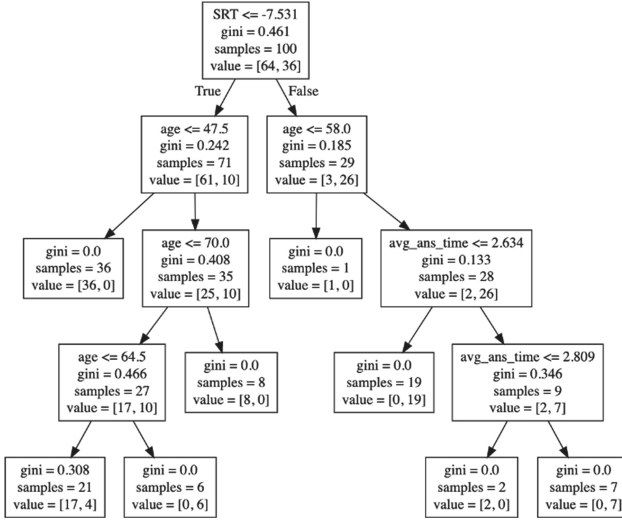 SRT <= -7.531
gini = 0.461
samples = 100
value = [64, 36]
True
False
age <= 47.5
gini = 0.242
samples = 71
value = [61, 10]
age <= 58.0
gini = 0.185
samples = 29
value = [3, 26]
gini = 0.0
samples = 36
value = [36, 0]
age <= 70.0
gini = 0.408
samples = 35
value = [25, 10]
gini = 0.0
samples = 1
value = [1, 0]
avg_ans_time <= 2.634
gini = 0.133
samples = 28
value = [2, 26]
age <= 64.5
gini = 0.466
samples = 27
value = [17, 10]
gini = 0.0
samples = 8
value = [8, 0]
gini = 0.0
samples = 19
value = [0, 19]
avg_ans_time <= 2.809
gini = 0.346
samples = 9
value = [2, 7]
gini = 0.308
samples = 21
value = [17, 4]
gini = 0.0
samples = 6
value = [0, 6]
gini = 0.0
samples = 2
value = [2, 0]
gini = 0.0
samples = 7
value = [0, 7]